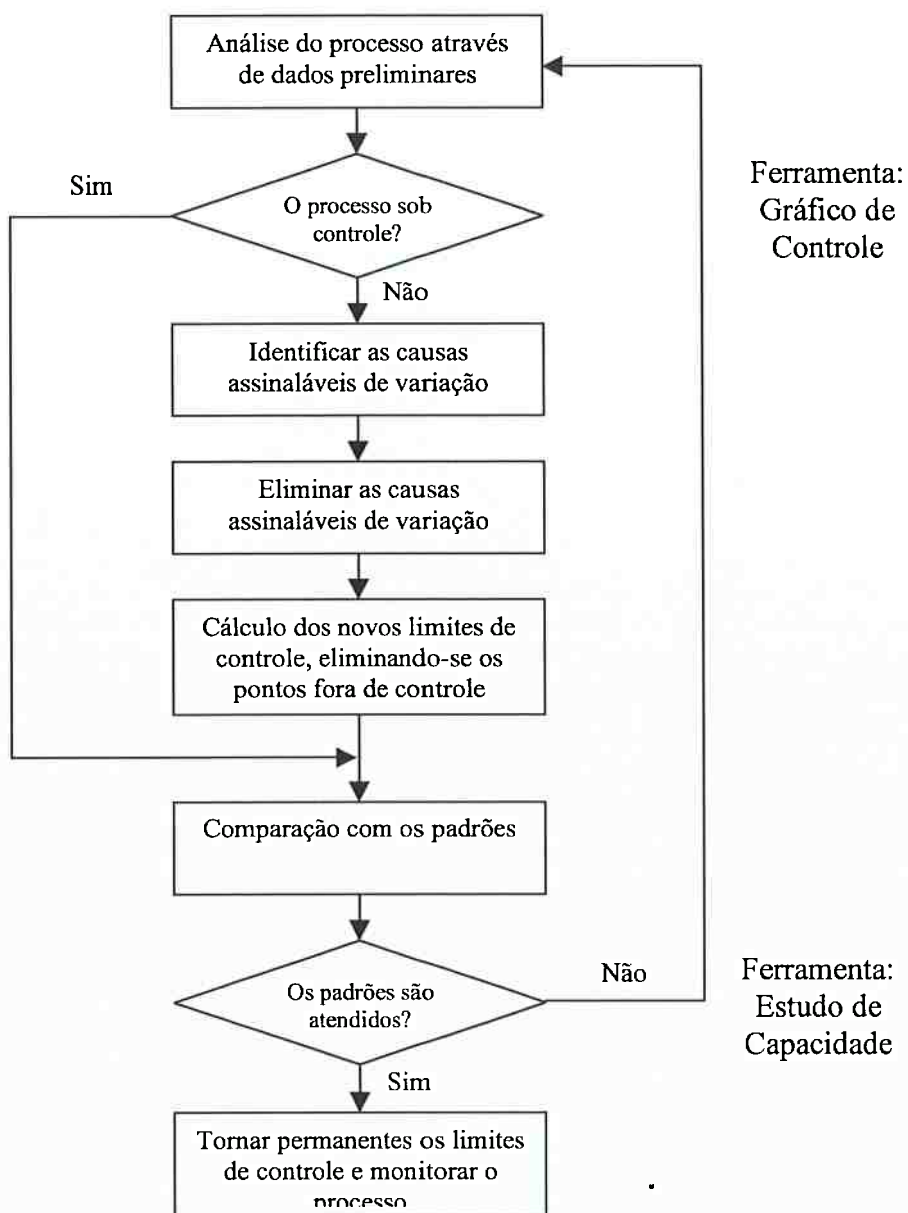 Análise do processo através
de dados preliminares
Sim
O processo sob
controle?
Ferramenta:
Gráfico de
Controle
Não
Identificar as causas
assinaláveis de variação
Eliminar as causas
assinaláveis de variação
Cálculo dos novos limites de
controle, eliminando-se os
pontos fora de controle
Comparação com os padrões
Os padrões são
atendidos?
Não
Ferramenta:
Estudo de
Capacidade
Sim
Tornar permanentes os limites
de controle e monitorar o
processo